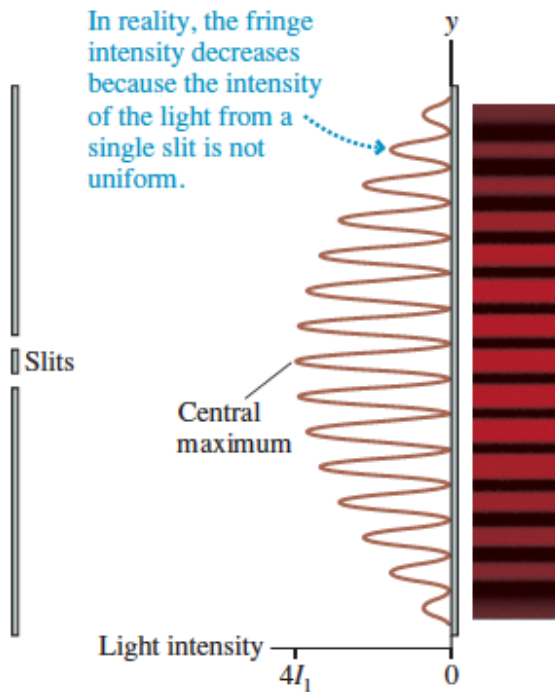 In reality, the fringe
intensity decreases
because the intensity
of the light from a
single slit is not
uniform.
y
Slits
Central
maximum
Light intensity
4I₁
0